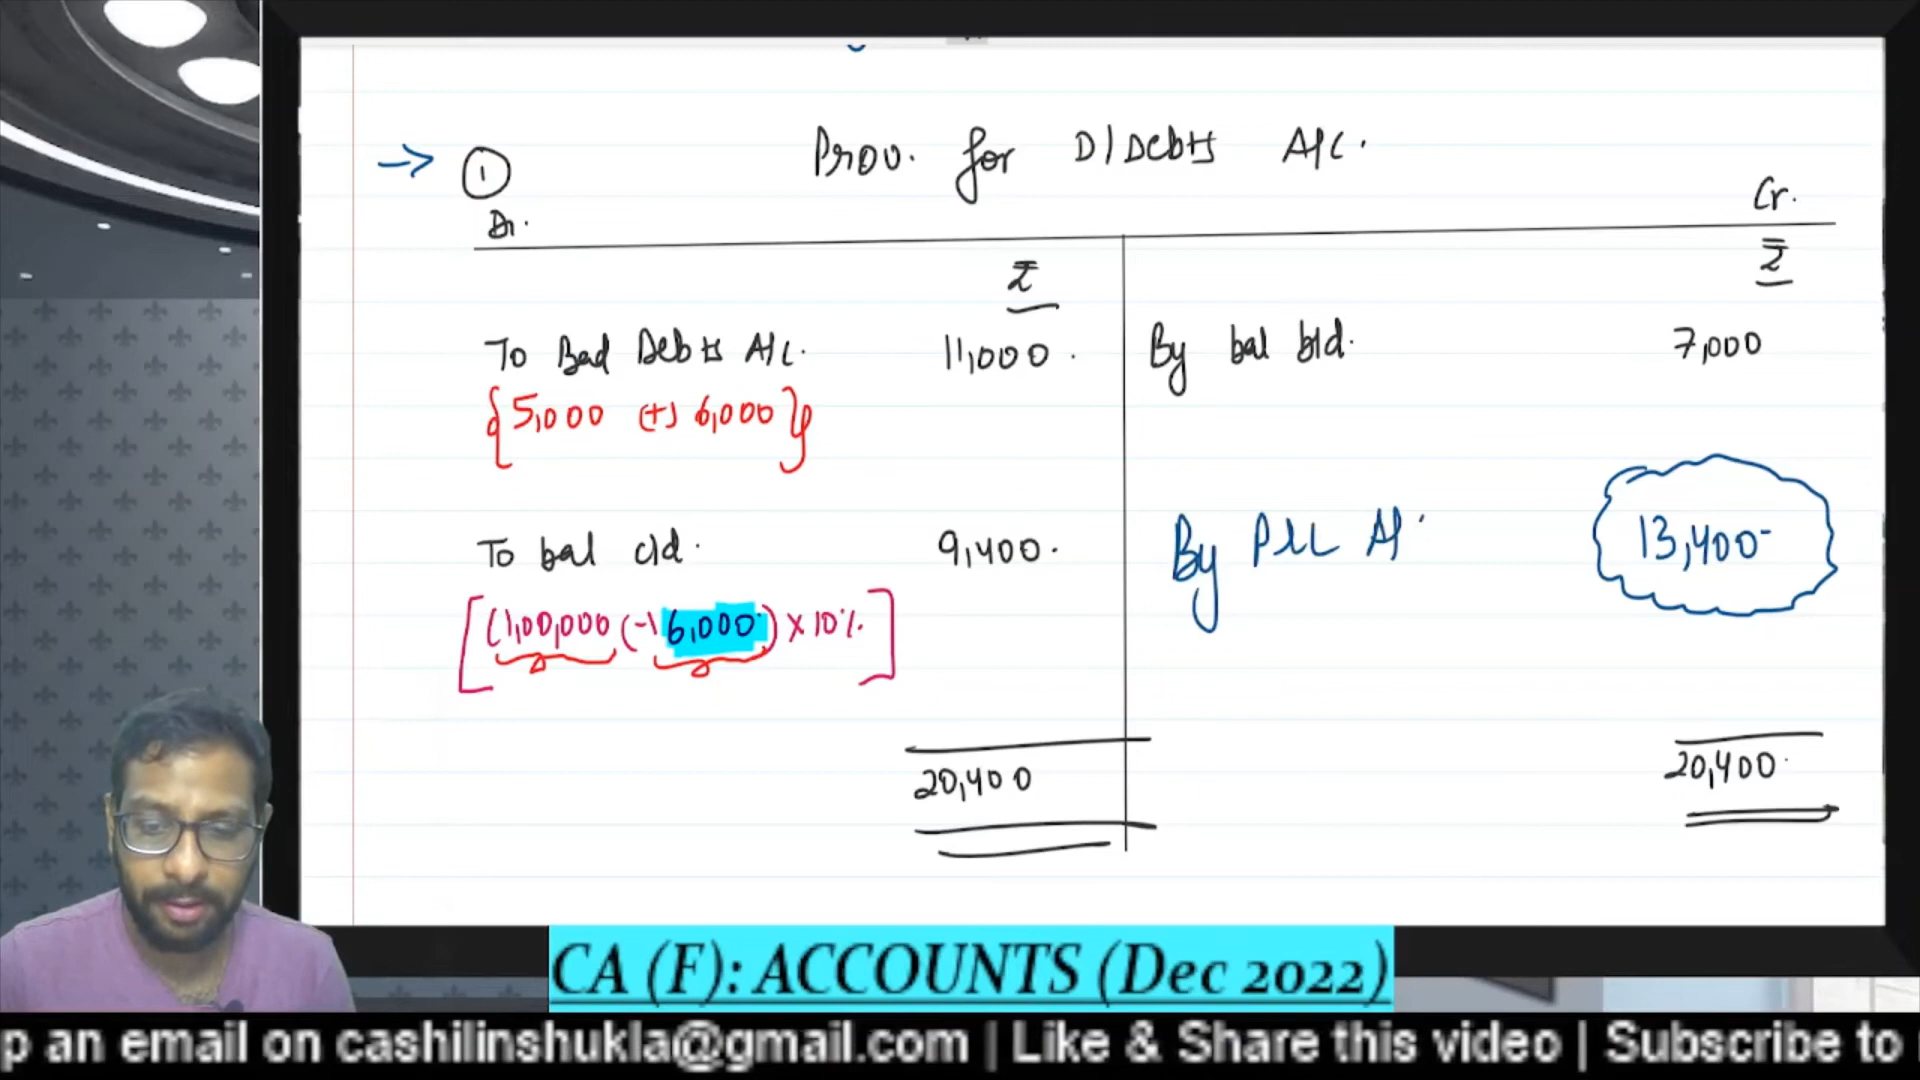 → ① Prov. for D/Debts A/c.
Dr. Cr.
₹ ₹
To Bad Debts A/c. 11,000. By bal b/d. 7,000
{5,000 (+) 6,000}
To bal c/d. 9,400. By P&L A/c. 13,400
[(1,00,000 (-) 6,000) × 10%]
20,400 20,400
CA (F): ACCOUNTS (Dec 2022)
p an email on cashilinshukla@gmail.com | Like & Share this video | Subscribe to